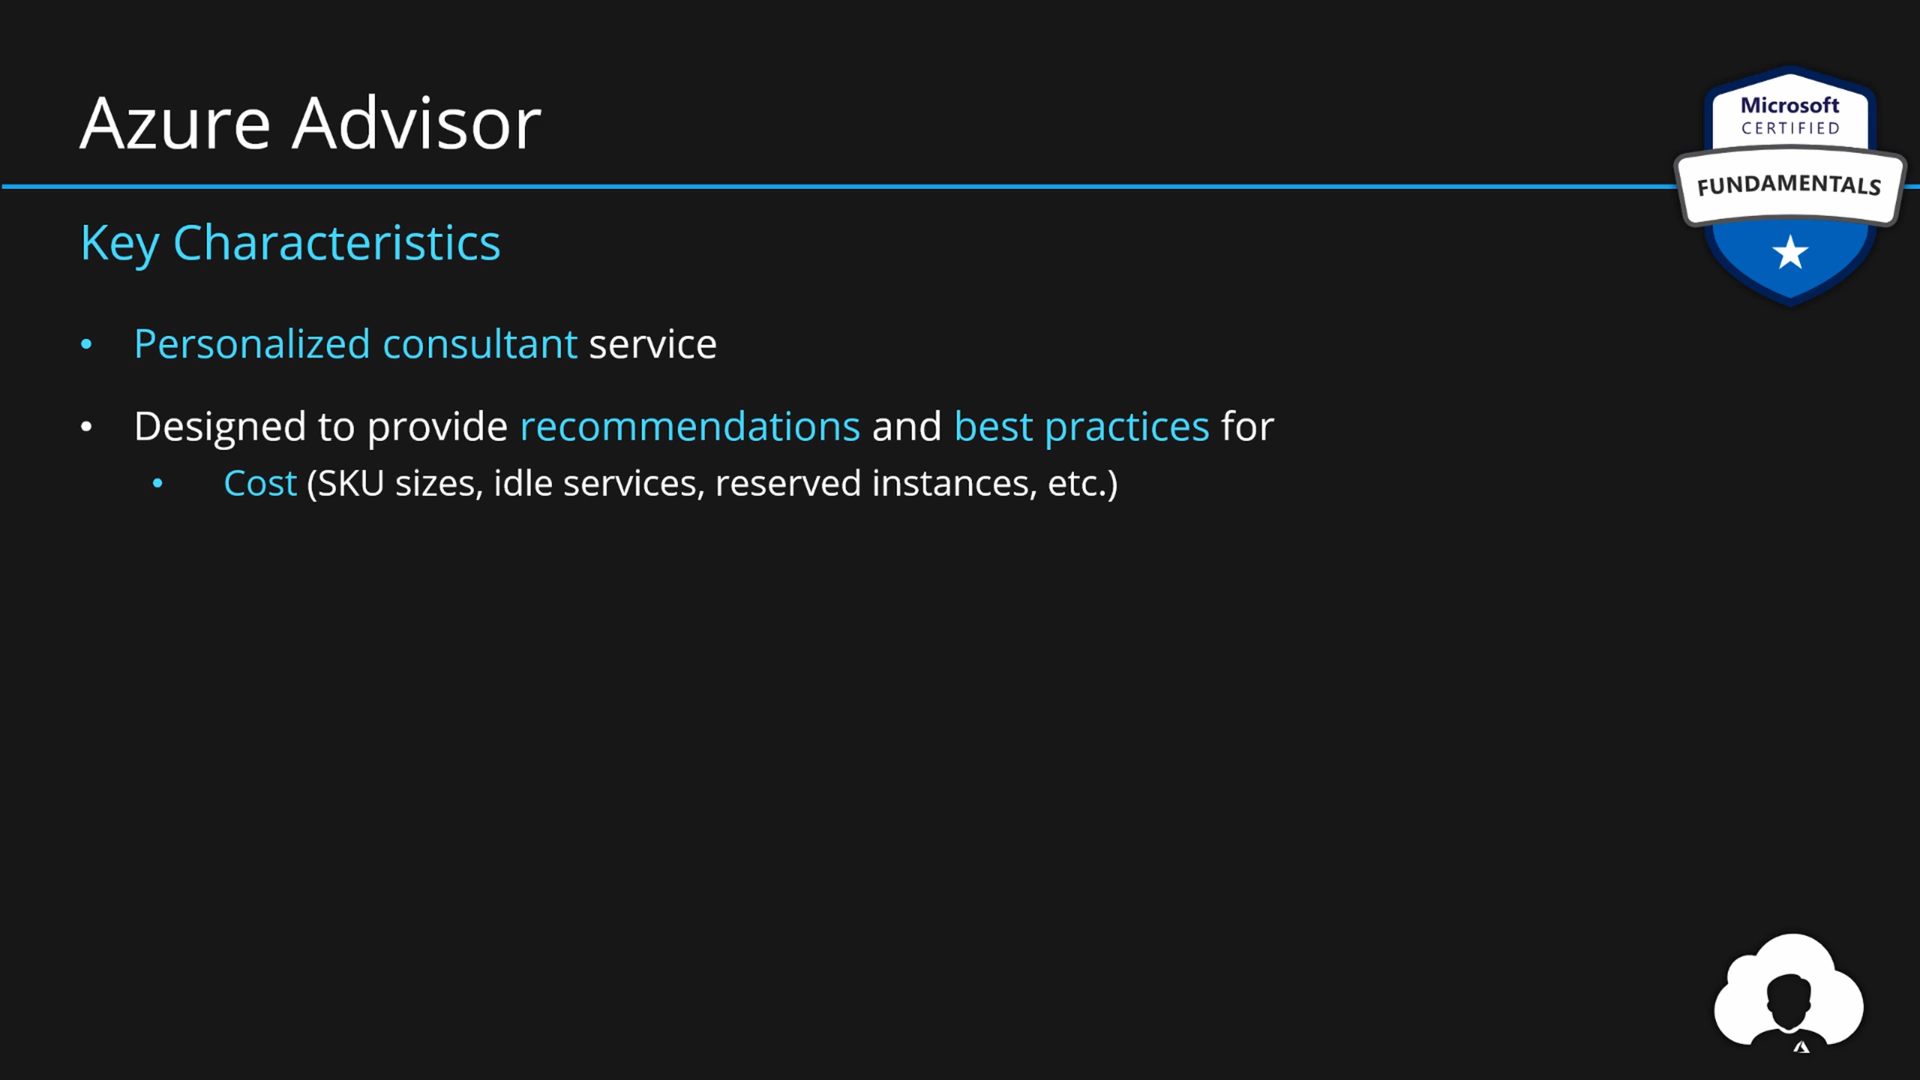 Azure Advisor
Microsoft
CERTIFIED
FUNDAMENTALS
Key Characteristics
• Personalized consultant service
• Designed to provide recommendations and best practices for
• Cost (SKU sizes, idle services, reserved instances, etc.)